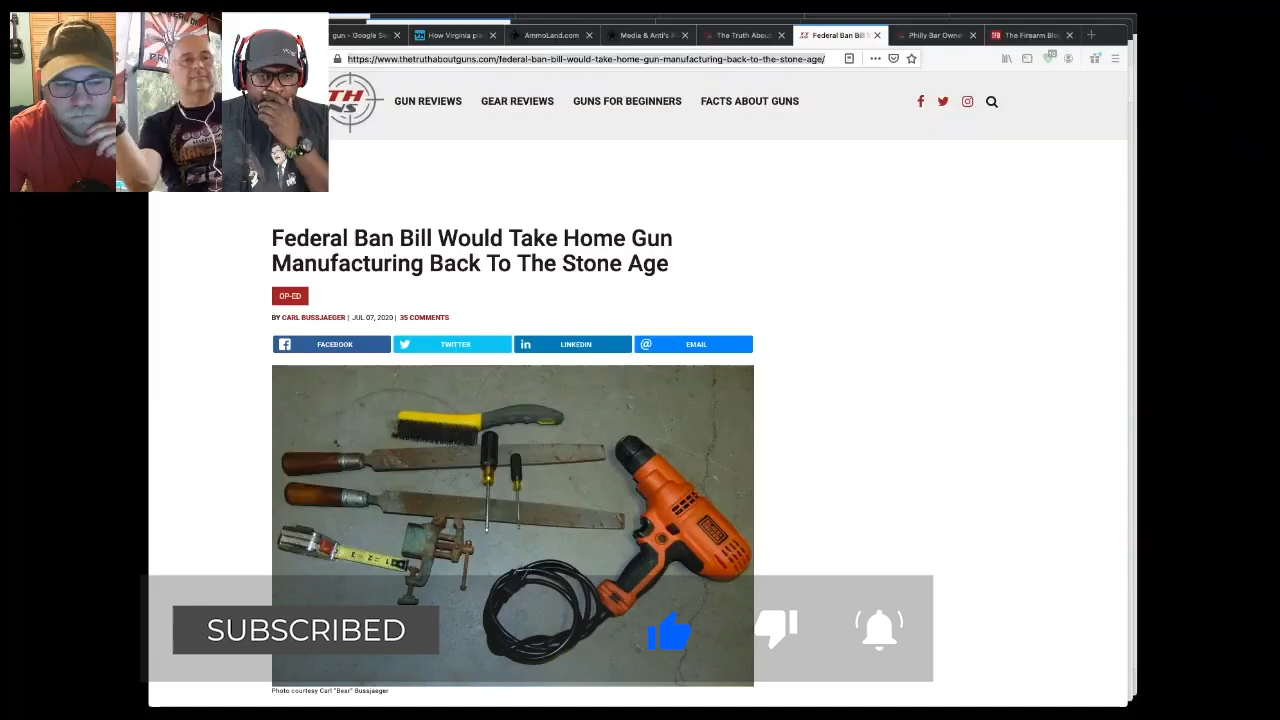 gun - Google Se
How Virginia pla
AmmoLand.com
Media & Anti's
The Truth About
Federal Ban Bill
Philly Bar Owne
The Firearm Blog
https://www.thetruthaboutguns.com/federal-ban-bill-would-take-home-gun-manufacturing-back-to-the-stone-age/
TH
NS
GUN REVIEWS
GEAR REVIEWS
GUNS FOR BEGINNERS
FACTS ABOUT GUNS
Federal Ban Bill Would Take Home Gun
Manufacturing Back To The Stone Age
OP-ED
BY CARL BUSSJAEGER | JUL 07, 2020 | 35 COMMENTS
FACEBOOK
TWITTER
LINKEDIN
EMAIL
SUBSCRIBED
Photo courtesy Carl "Bear" Bussjaeger